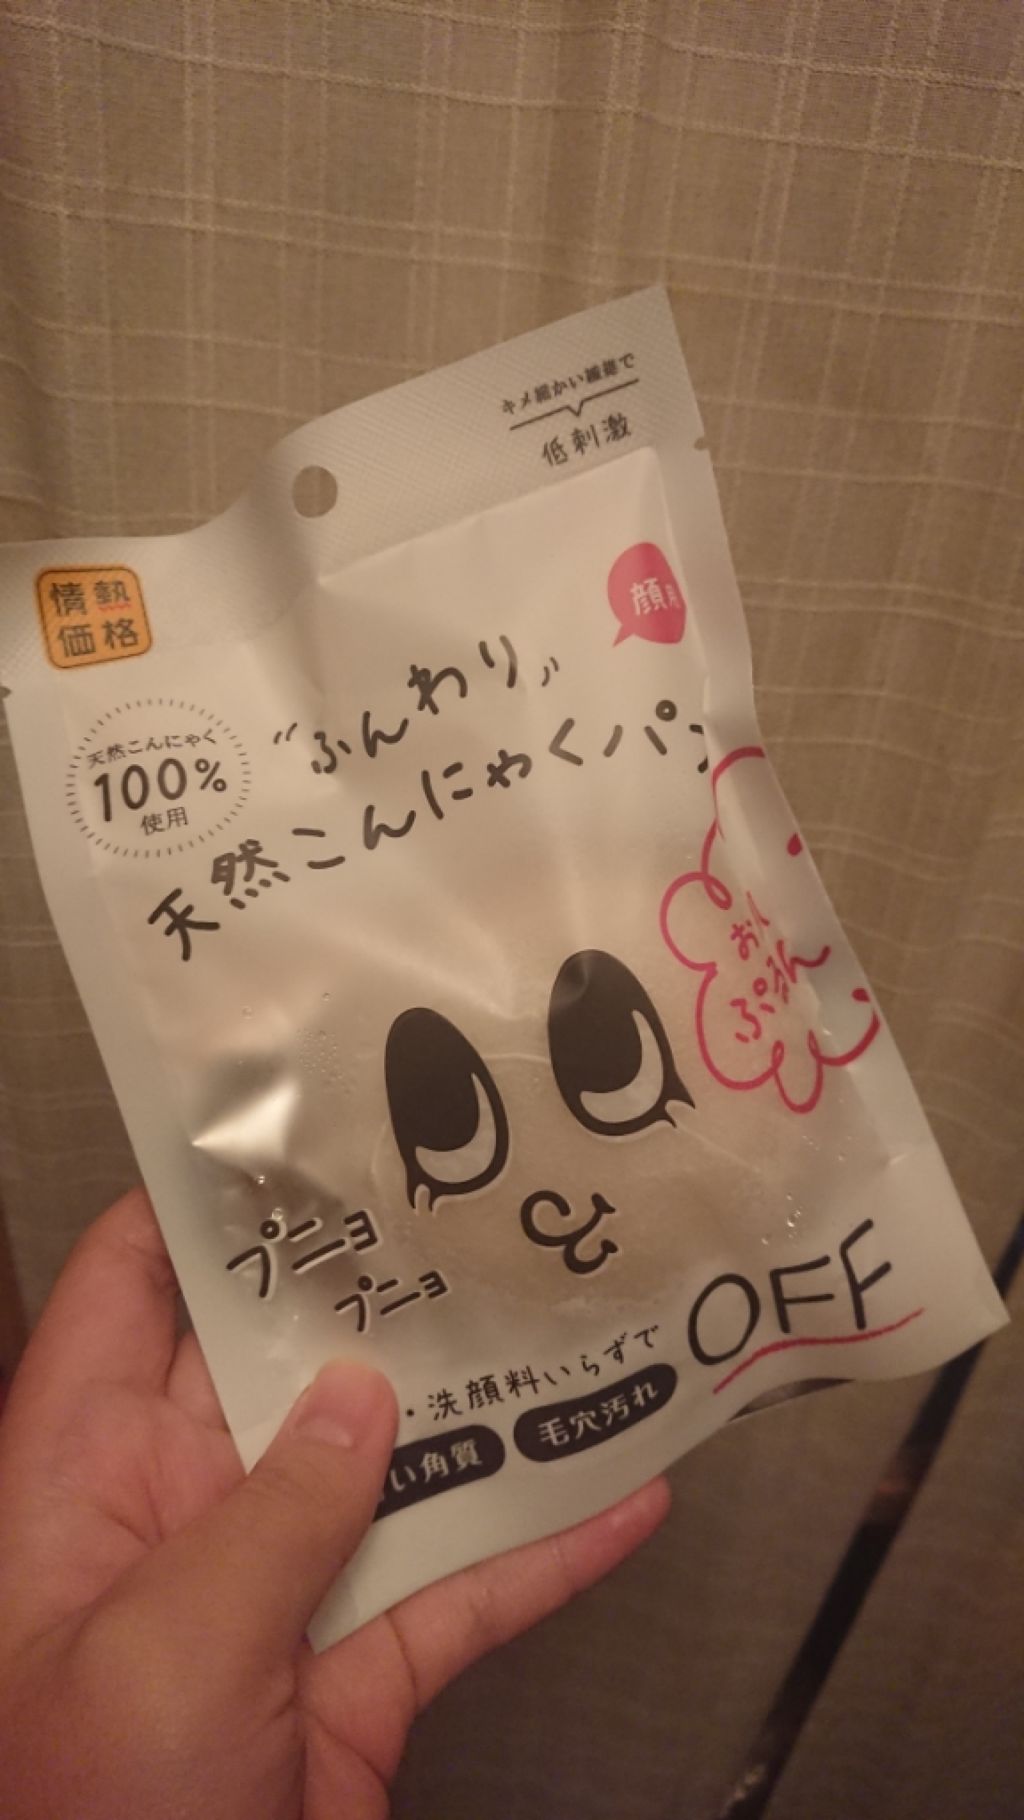 キメ細かい繊維で
低刺激
情熱
価格
顔用
天然こんにゃく
100%
使用
“ふんわり”
天然こんにゃくパ
ぷるん
プニョ
プニョ
・洗顔料いらずで
OFF
い角質
毛穴汚れ